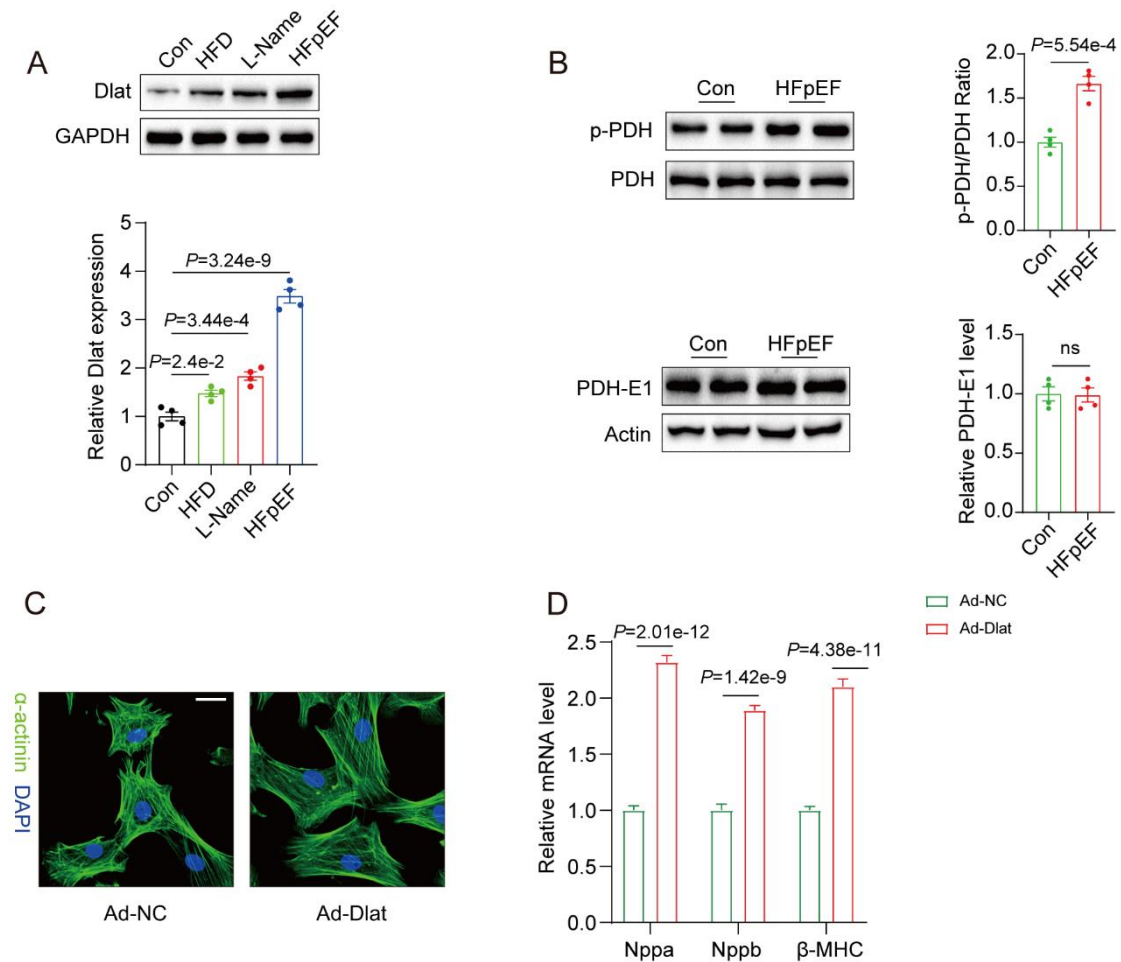 A
Con HFD L-Name HFpEF
Dlat
GAPDH
Relative Dlat expression
5
4
3
2
1
0
P=3.24e-9
P=3.44e-4
P=2.4e-2
Con HFD L-Name HFpEF
B
Con HFpEF
p-PDH
PDH
p-PDH/PDH Ratio
2.0
1.5
1.0
0.5
0.0
P=5.54e-4
Con HFpEF
Con HFpEF
PDH-E1
Actin
Relative PDH-E1 level
1.5
1.0
0.5
0.0
ns
Con HFpEF
C
α-actinin DAPI
Ad-NC Ad-Dlat
D
Ad-NC
Ad-Dlat
Relative mRNA level
2.5
2.0
1.5
1.0
0.5
0.0
P=2.01e-12
P=1.42e-9
P=4.38e-11
Nppa Nppb β-MHC